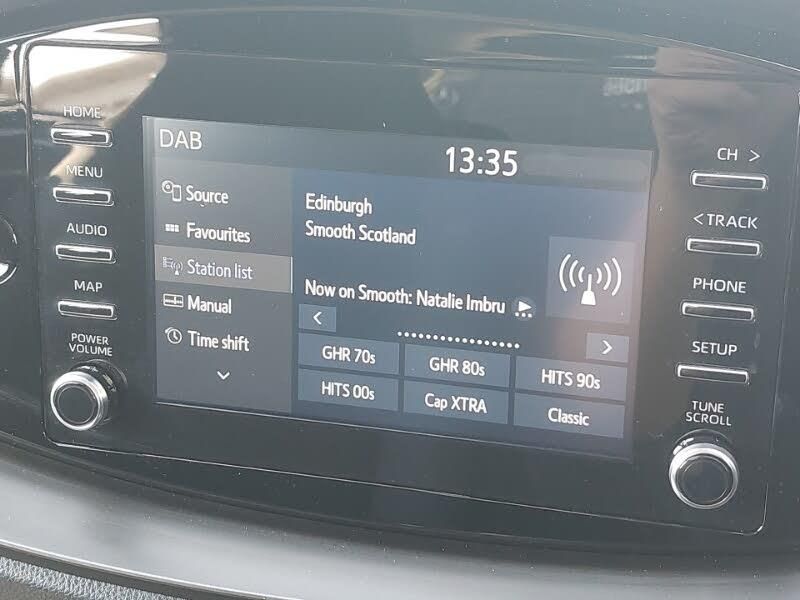 HOME
MENU
AUDIO
MAP
POWER
VOLUME
DAB
13:35
Source
Favourites
Station list
Manual
Time shift
Edinburgh
Smooth Scotland
Now on Smooth: Natalie Imbru
GHR 70s
GHR 80s
HITS 90s
HITS 00s
Cap XTRA
Classic
CH >
< TRACK
PHONE
SETUP
TUNE
SCROLL